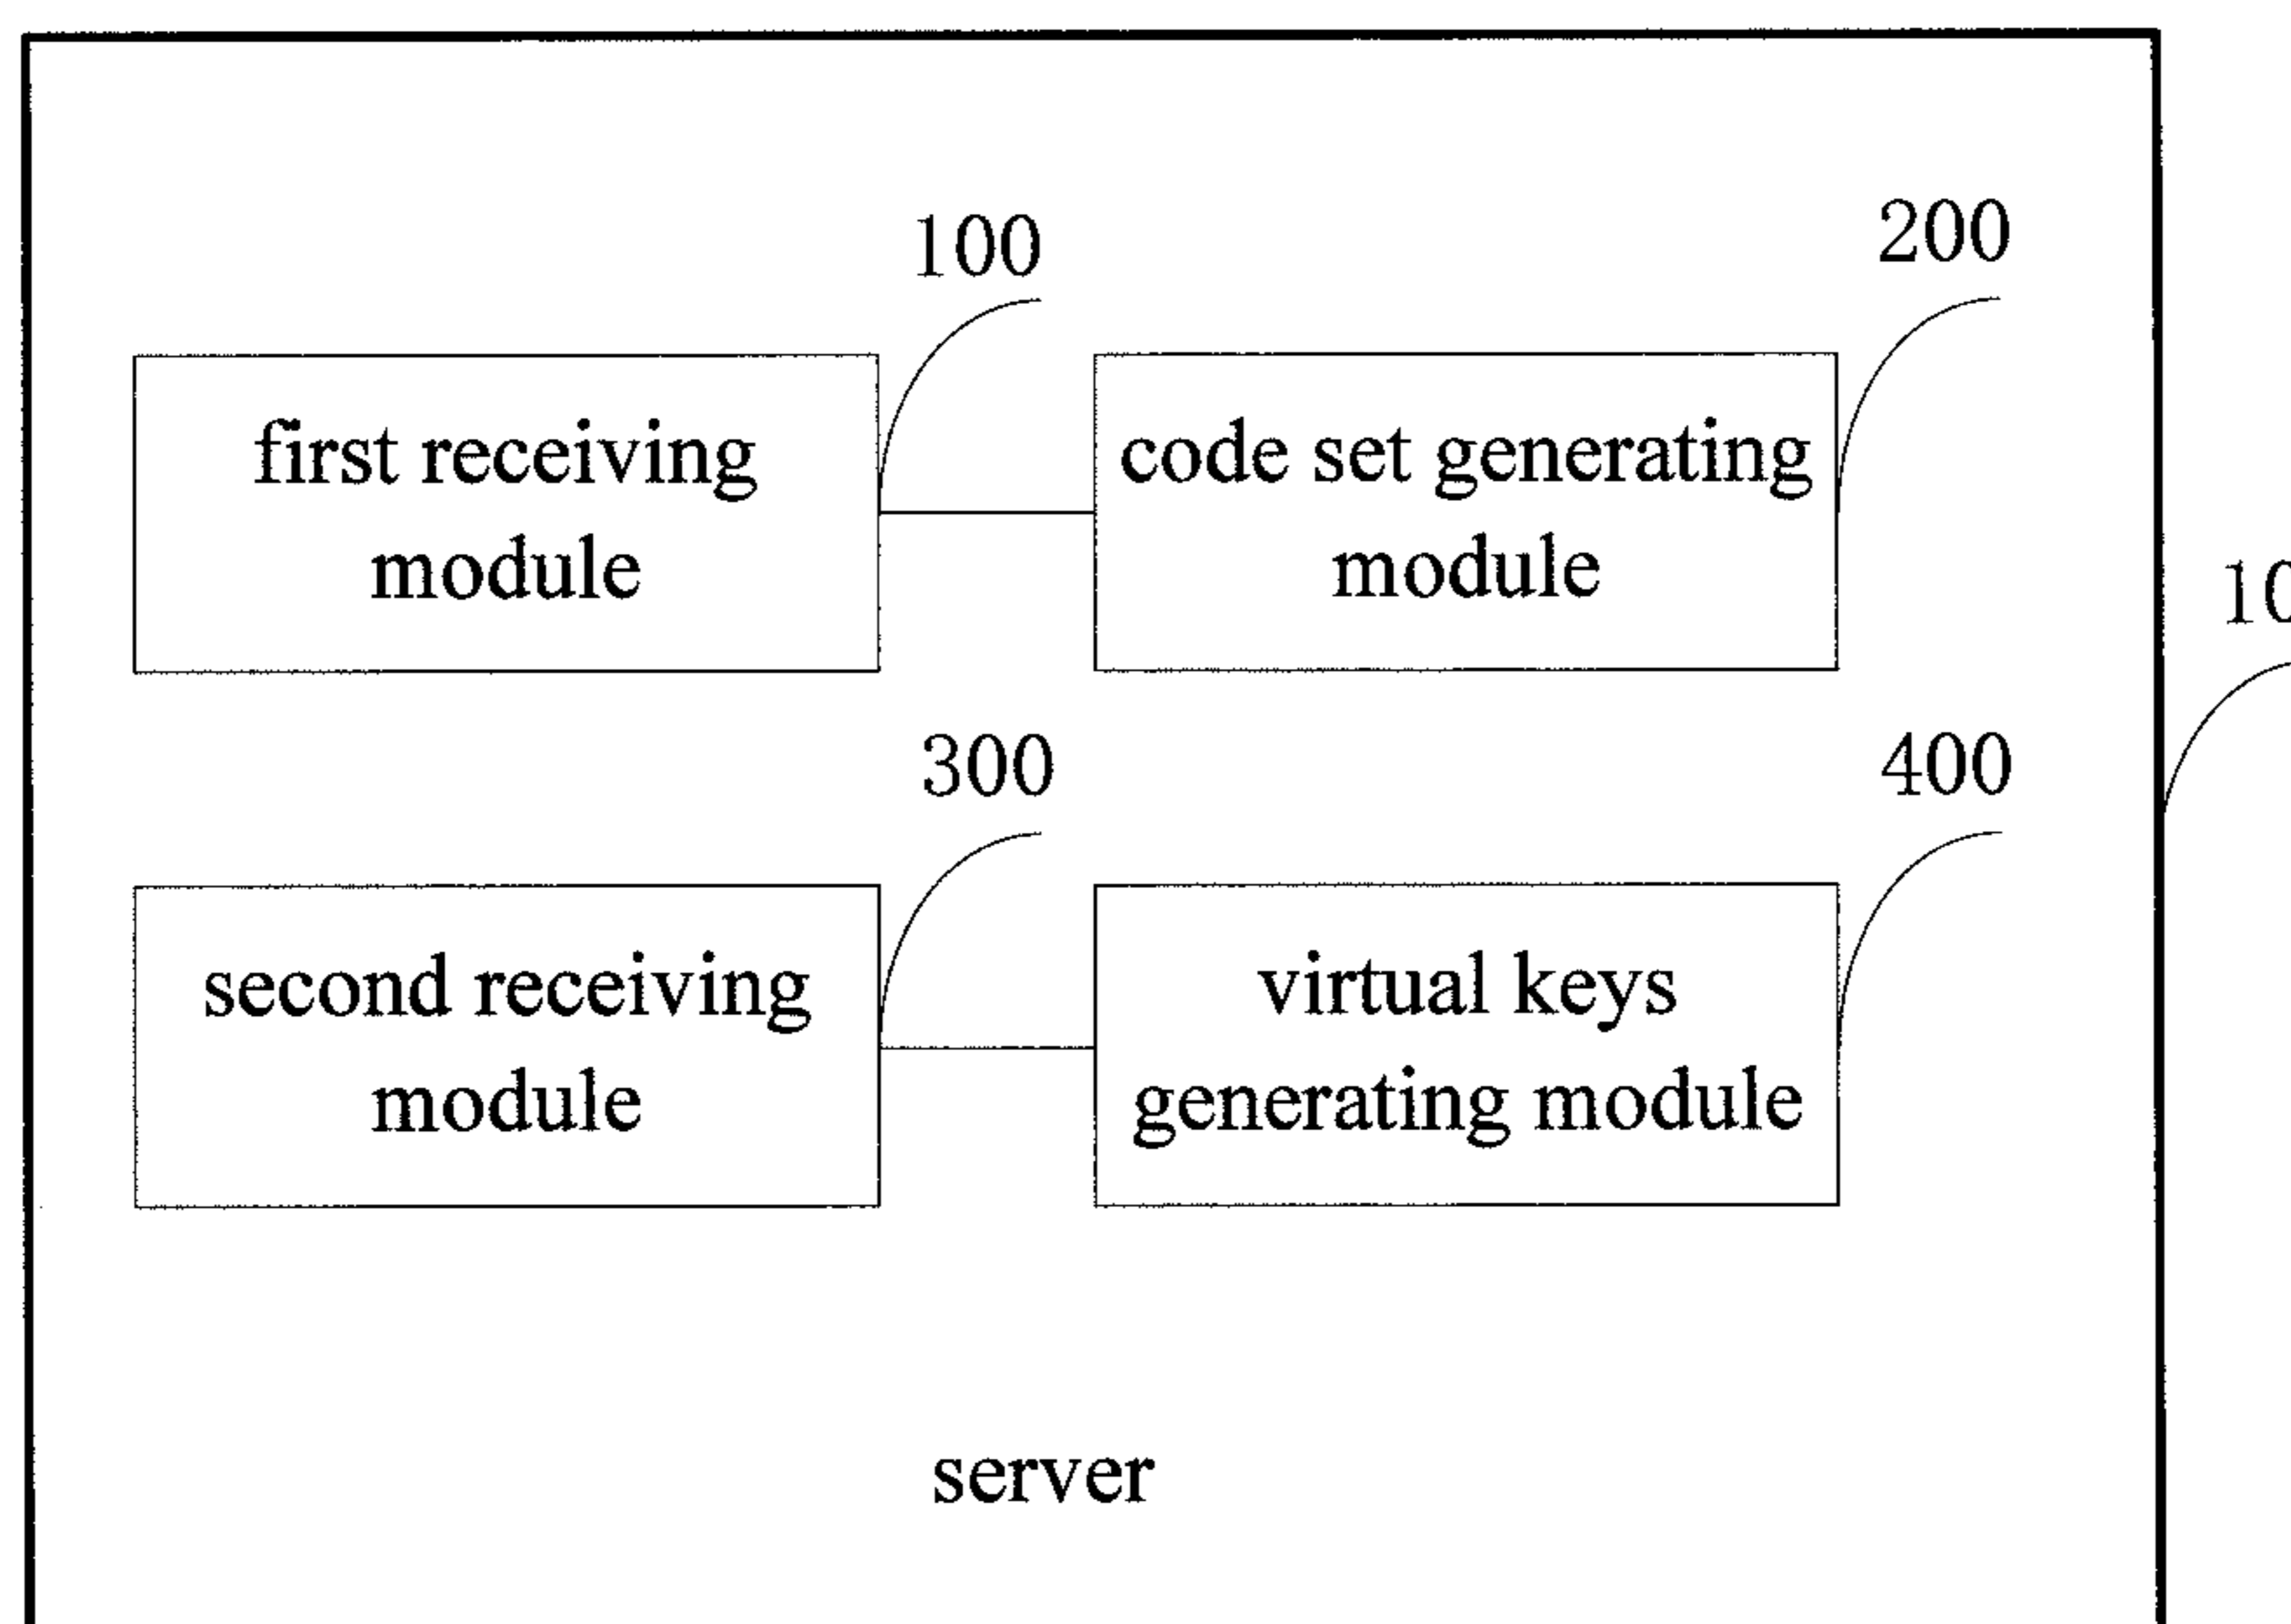 100
200
first receiving
module
code set generating
module
300
400
second receiving
module
virtual keys
generating module
server